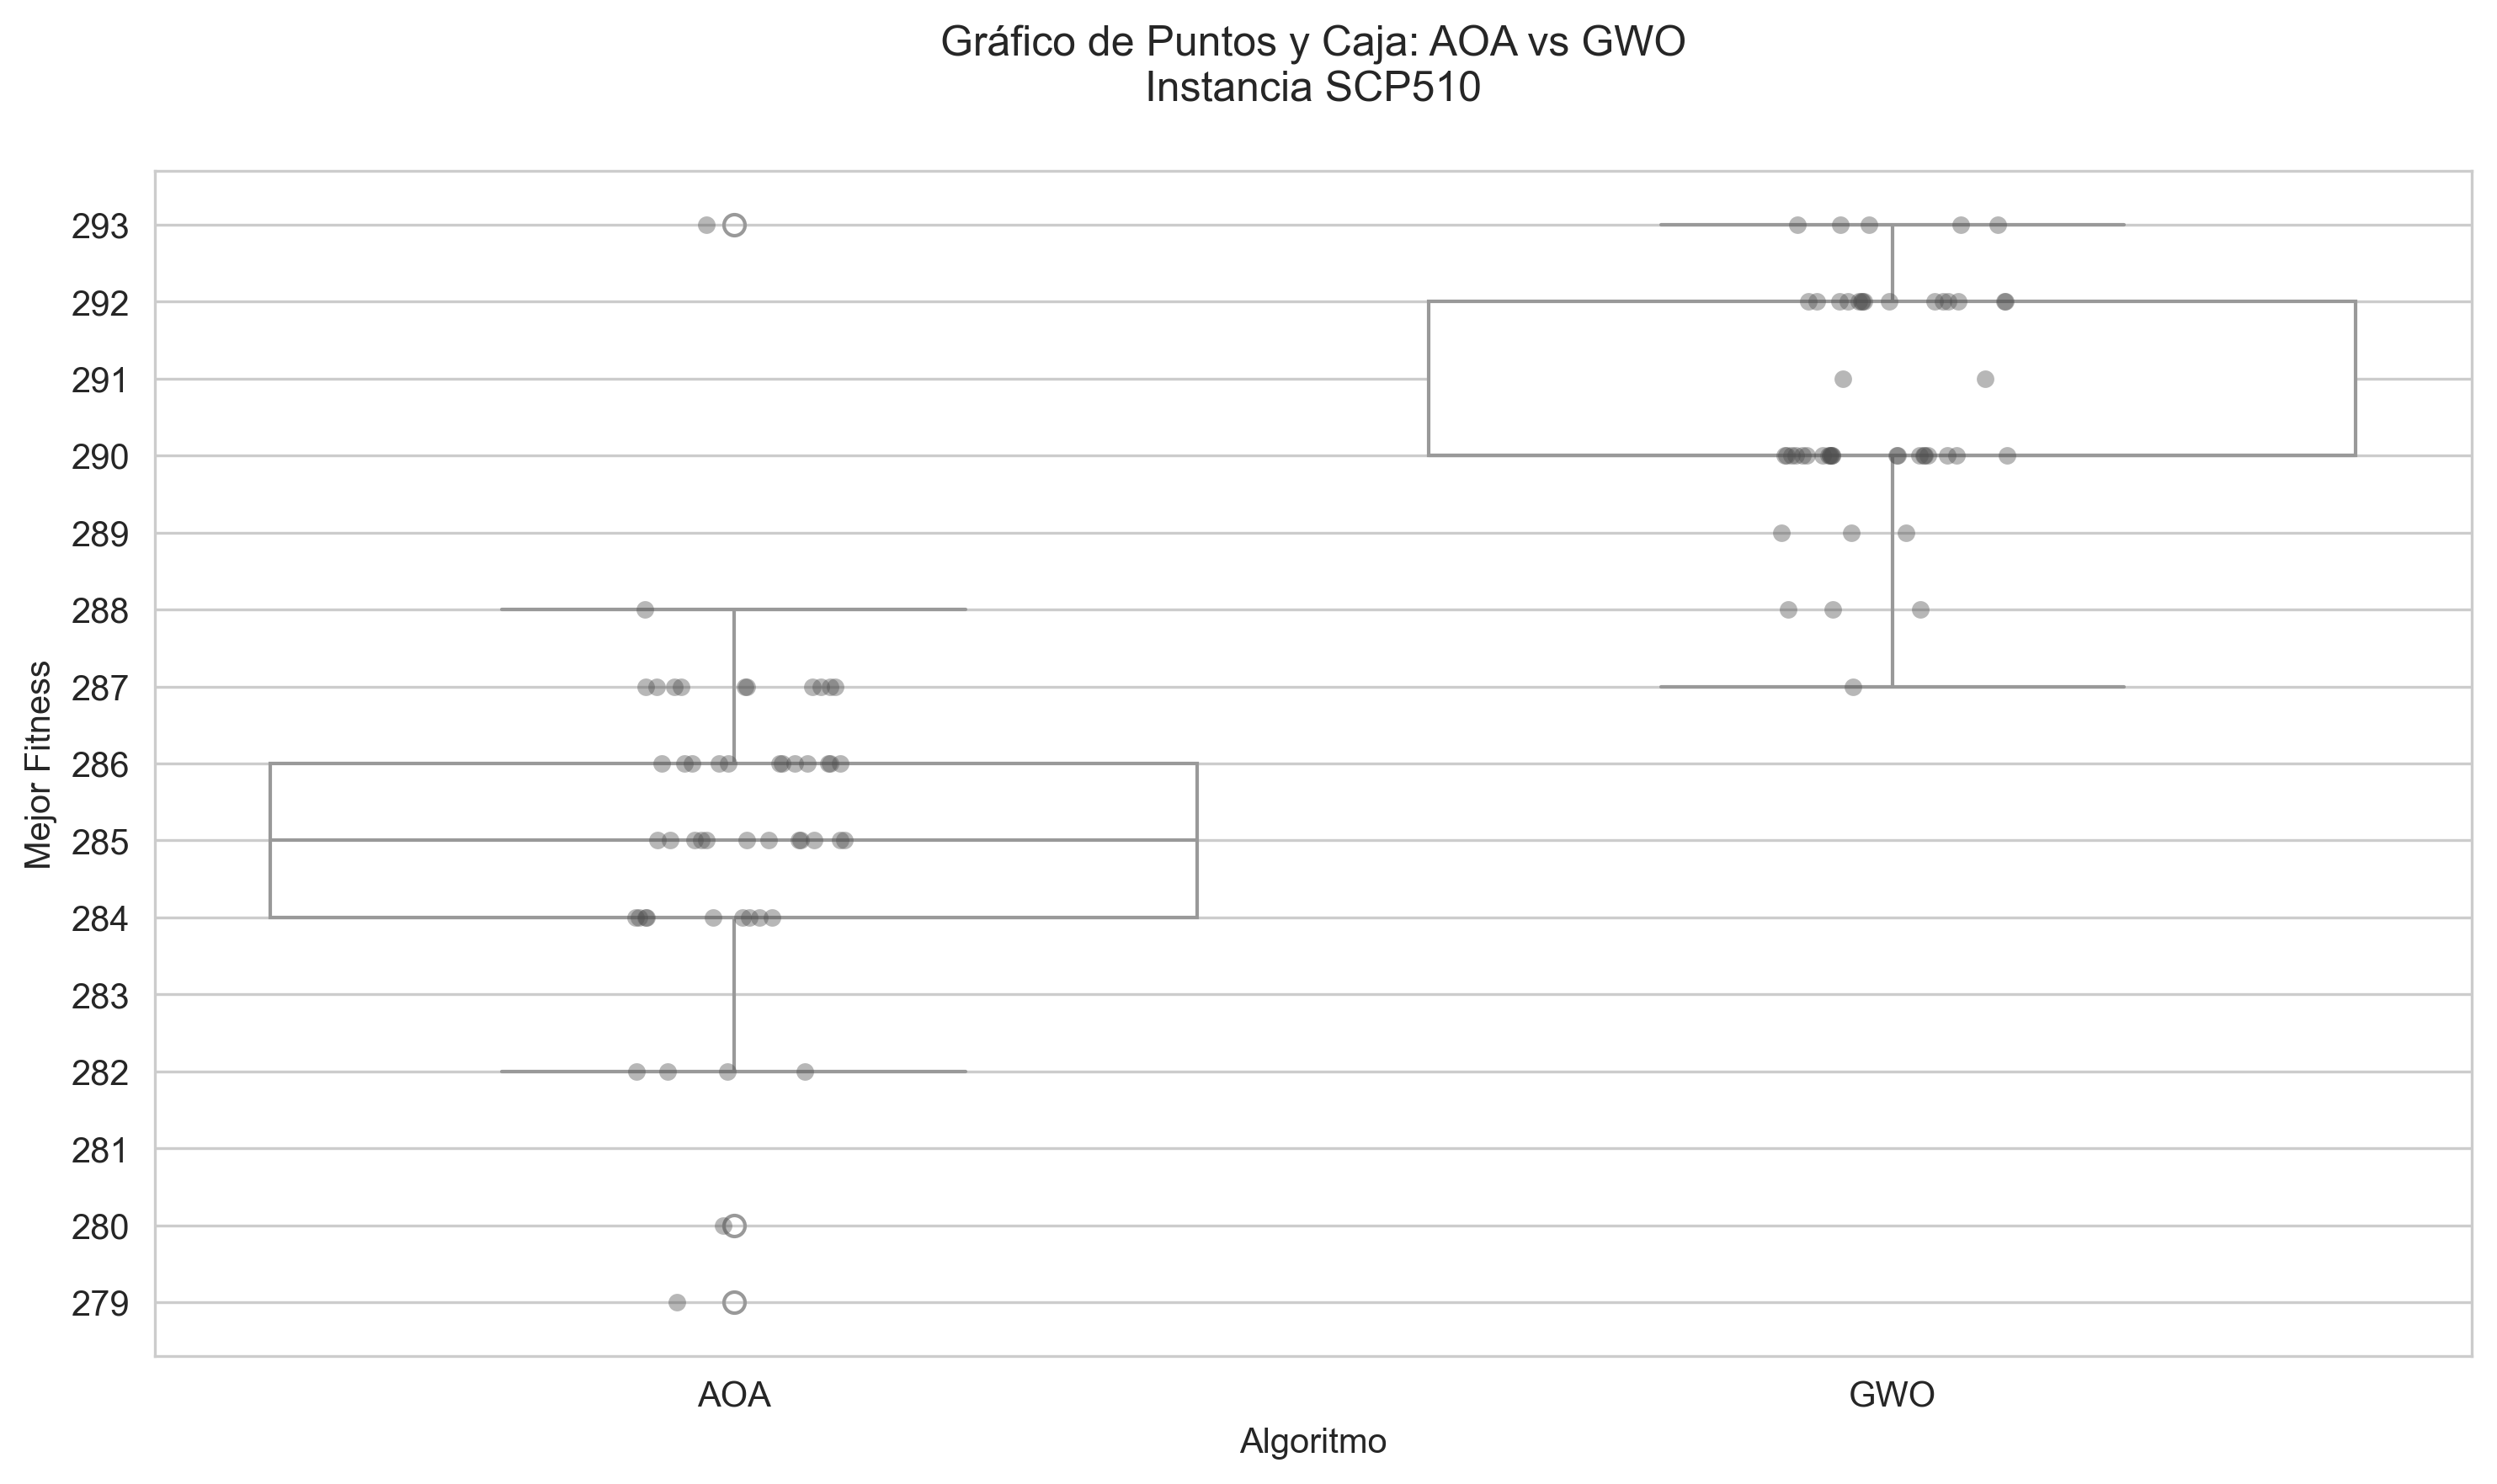 Gráfico de Puntos y Caja: AOA vs GWO
Instancia SCP510
293
292
291
290
289
288
287
286
285
284
283
282
281
280
279
Mejor Fitness
AOA
GWO
Algoritmo